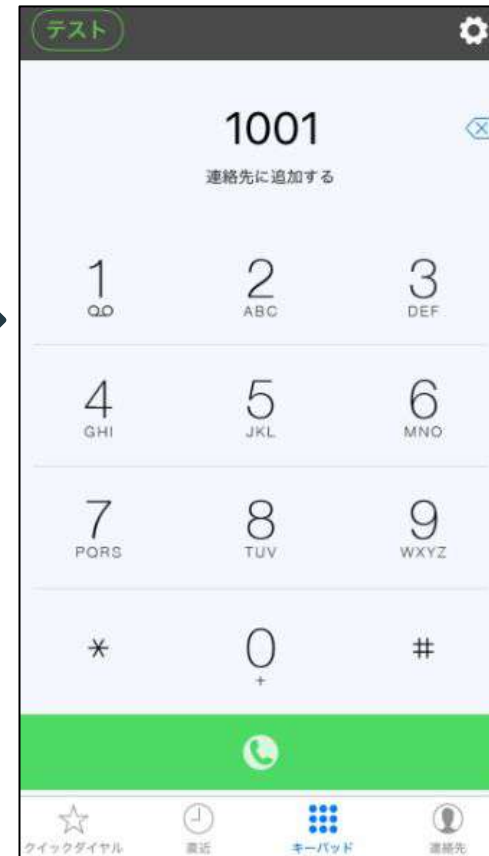 テスト
1001
連絡先に追加する
1 2 3
ABC DEF
4 5 6
GHI JKL MNO
7 8 9
PQRS TUV WXYZ
* 0 #
+
クイックダイヤル 直近 キーパッド 連絡先